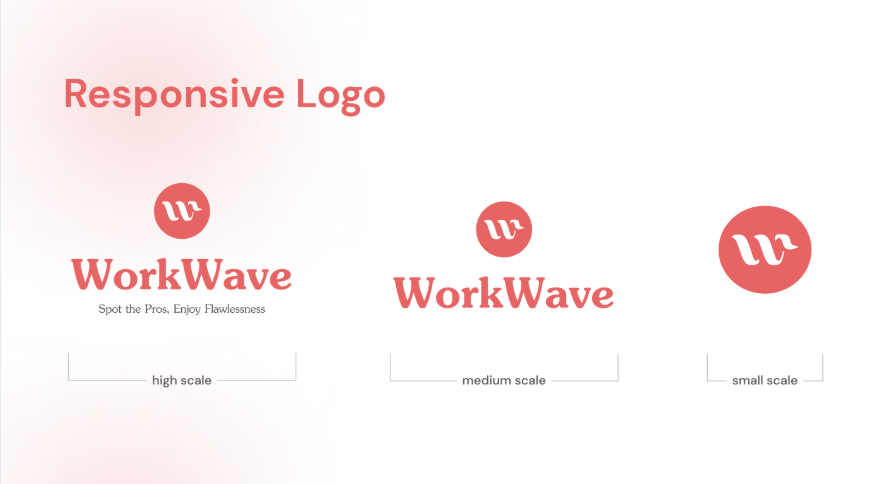 Responsive Logo
W
WorkWave
Spot the Pros, Enjoy Flawlessness
high scale
W
WorkWave
medium scale
W
small scale